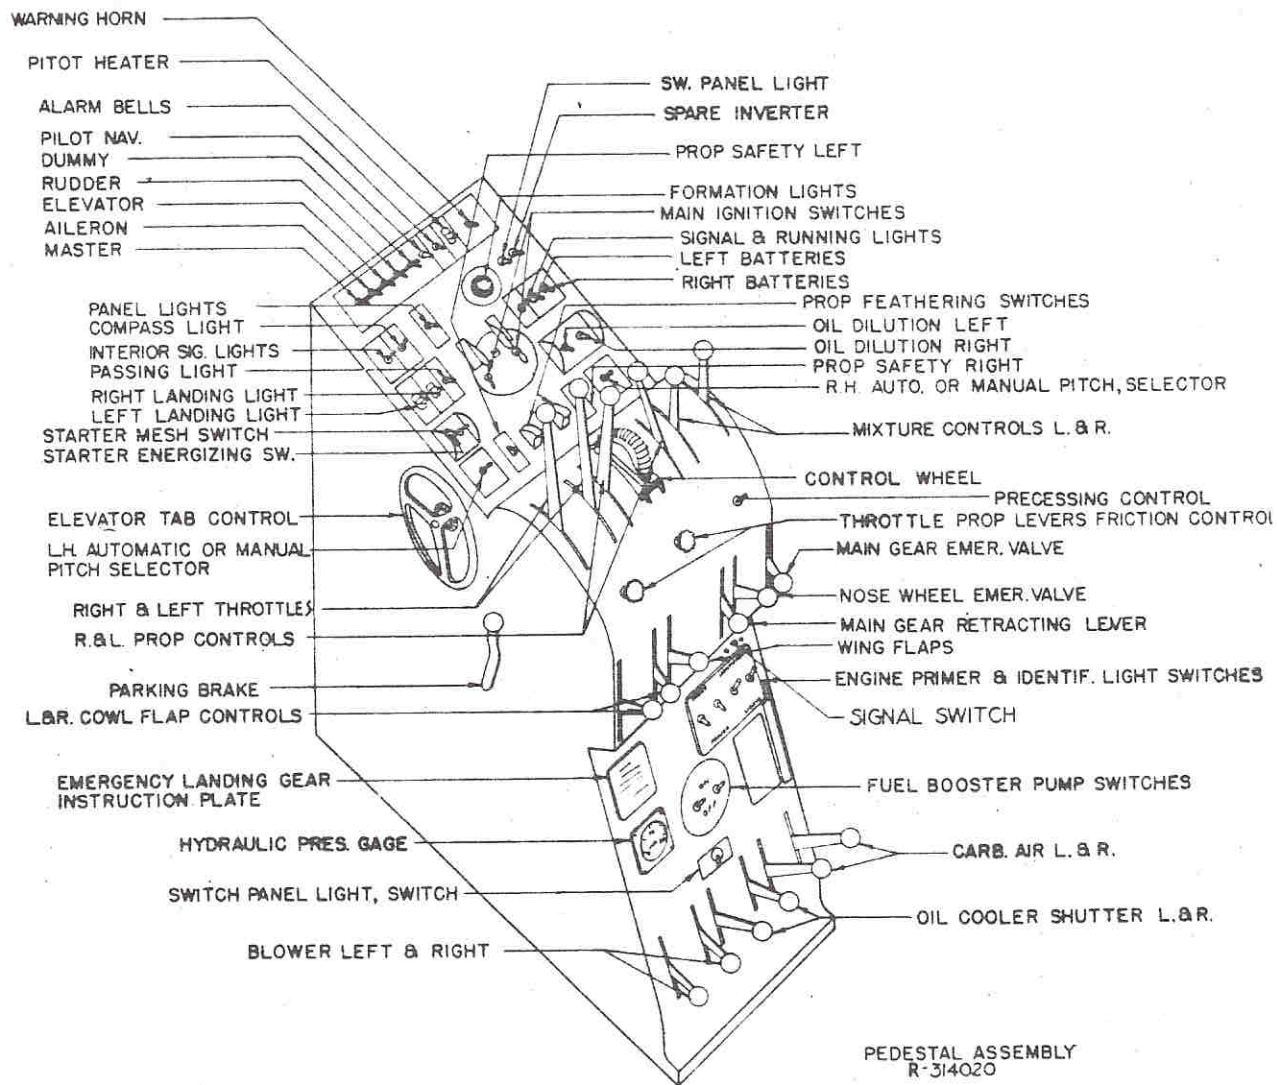 WARNING HORN
PITOT HEATER
ALARM BELLS
PILOT NAV.
DUMMY
RUDDER
ELEVATOR
AILERON
MASTER
PANEL LIGHTS
COMPASS LIGHT
INTERIOR SIG. LIGHTS
PASSING LIGHT
RIGHT LANDING LIGHT
LEFT LANDING LIGHT
STARTER MESH SWITCH
STARTER ENERGIZING SW.
ELEVATOR TAB CONTROL
L.H. AUTOMATIC OR MANUAL
PITCH SELECTOR
RIGHT & LEFT THROTTLES
R.&L. PROP CONTROLS
PARKING BRAKE
L.&R. COWL FLAP CONTROLS
EMERGENCY LANDING GEAR
INSTRUCTION PLATE
HYDRAULIC PRES. GAGE
SWITCH PANEL LIGHT, SWITCH
BLOWER LEFT & RIGHT
SW. PANEL LIGHT
SPARE INVERTER
PROP SAFETY LEFT
FORMATION LIGHTS
MAIN IGNITION SWITCHES
SIGNAL & RUNNING LIGHTS
LEFT BATTERIES
RIGHT BATTERIES
PROP FEATHERING SWITCHES
OIL DILUTION LEFT
OIL DILUTION RIGHT
PROP SAFETY RIGHT
R.H. AUTO. OR MANUAL PITCH, SELECTOR
MIXTURE CONTROLS L. & R.
CONTROL WHEEL
PRECESSING CONTROL
THROTTLE PROP LEVERS FRICTION CONTROL
MAIN GEAR EMER. VALVE
NOSE WHEEL EMER. VALVE
MAIN GEAR RETRACTING LEVER
WING FLAPS
ENGINE PRIMER & IDENTIF. LIGHT SWITCHES
SIGNAL SWITCH
FUEL BOOSTER PUMP SWITCHES
CARB. AIR L. & R.
OIL COOLER SHUTTER L.&R.
PEDESTAL ASSEMBLY
R-314020